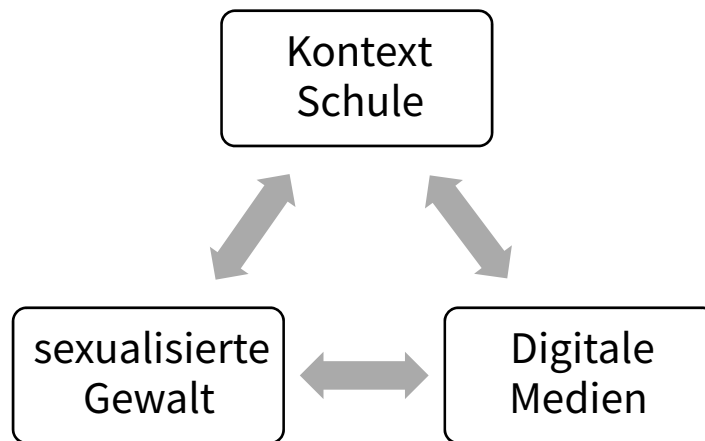 Kontext
Schule
sexualisierte
Gewalt
Digitale
Medien